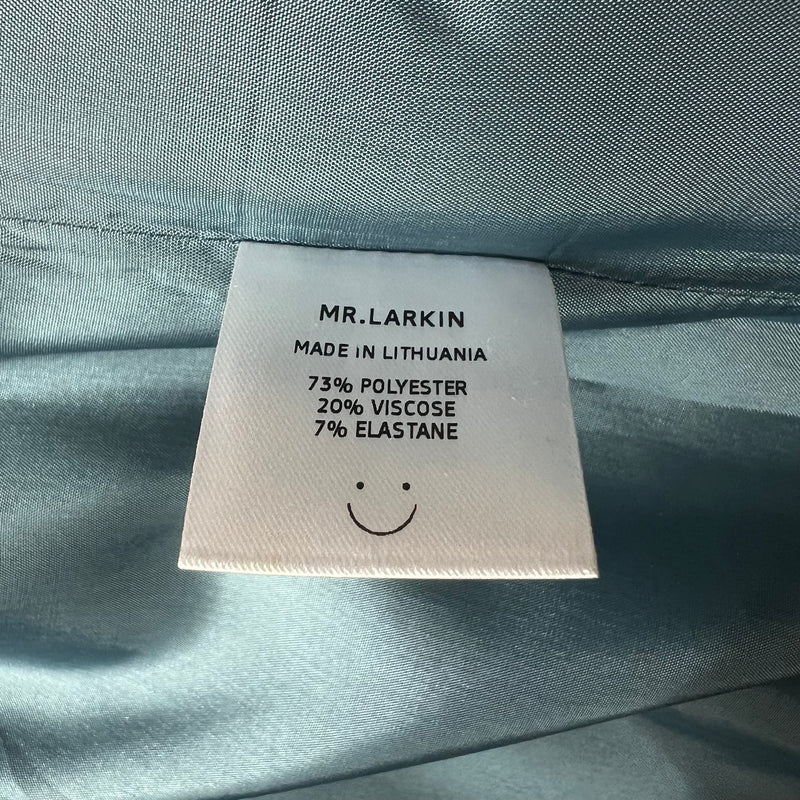 MR.LARKIN
MADE IN LITHUANIA
73% POLYESTER
20% VISCOSE
7% ELASTANE